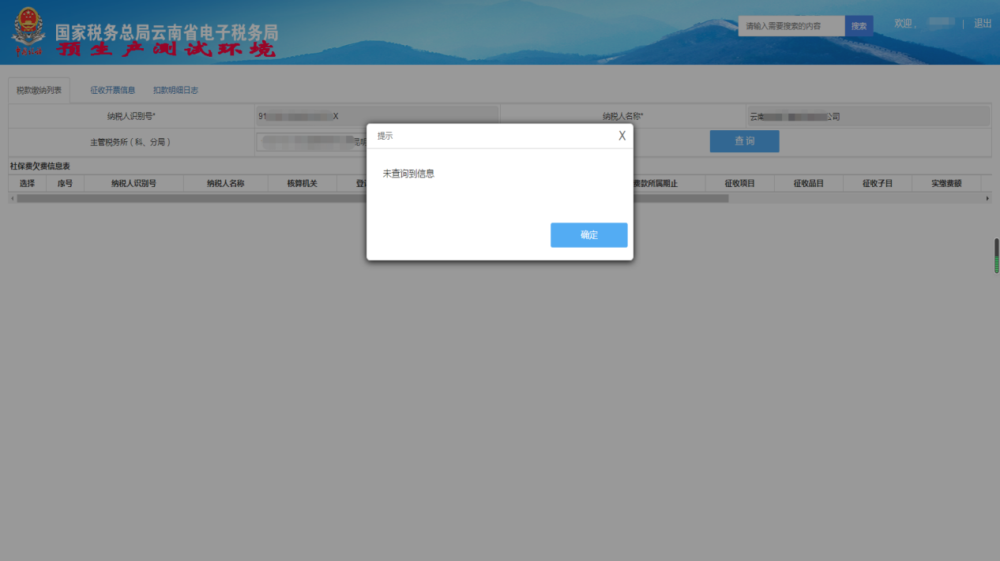 国家税务总局云南省电子税务局
预生产测试环境
请输入需要搜索的内容 搜索 欢迎, | 退出
税款缴纳列表 征收开票信息 扣款明细日志
纳税人识别号* 91 X 纳税人名称* 云南 公司
主管税务所（科、分局） 昆明 查 询
提示 X
未查询到信息
确定
社保费欠费信息表
选择 序号 纳税人识别号 纳税人名称 核算机关 登 费款所属期止 征收项目 征收品目 征收子目 实缴费额